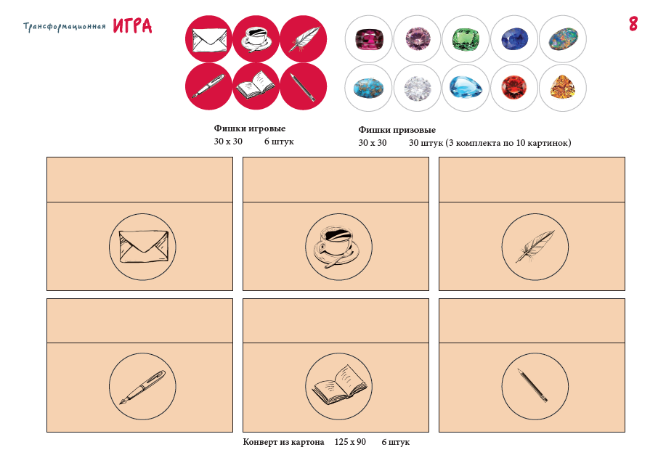 Трансформационная ИГРА
8
Фишки игровые
30 x 30 6 штук
Фишки призовые
30 x 30 30 штук (3 комплекта по 10 картинок)
Конверт из картона 125 x 90 6 штук